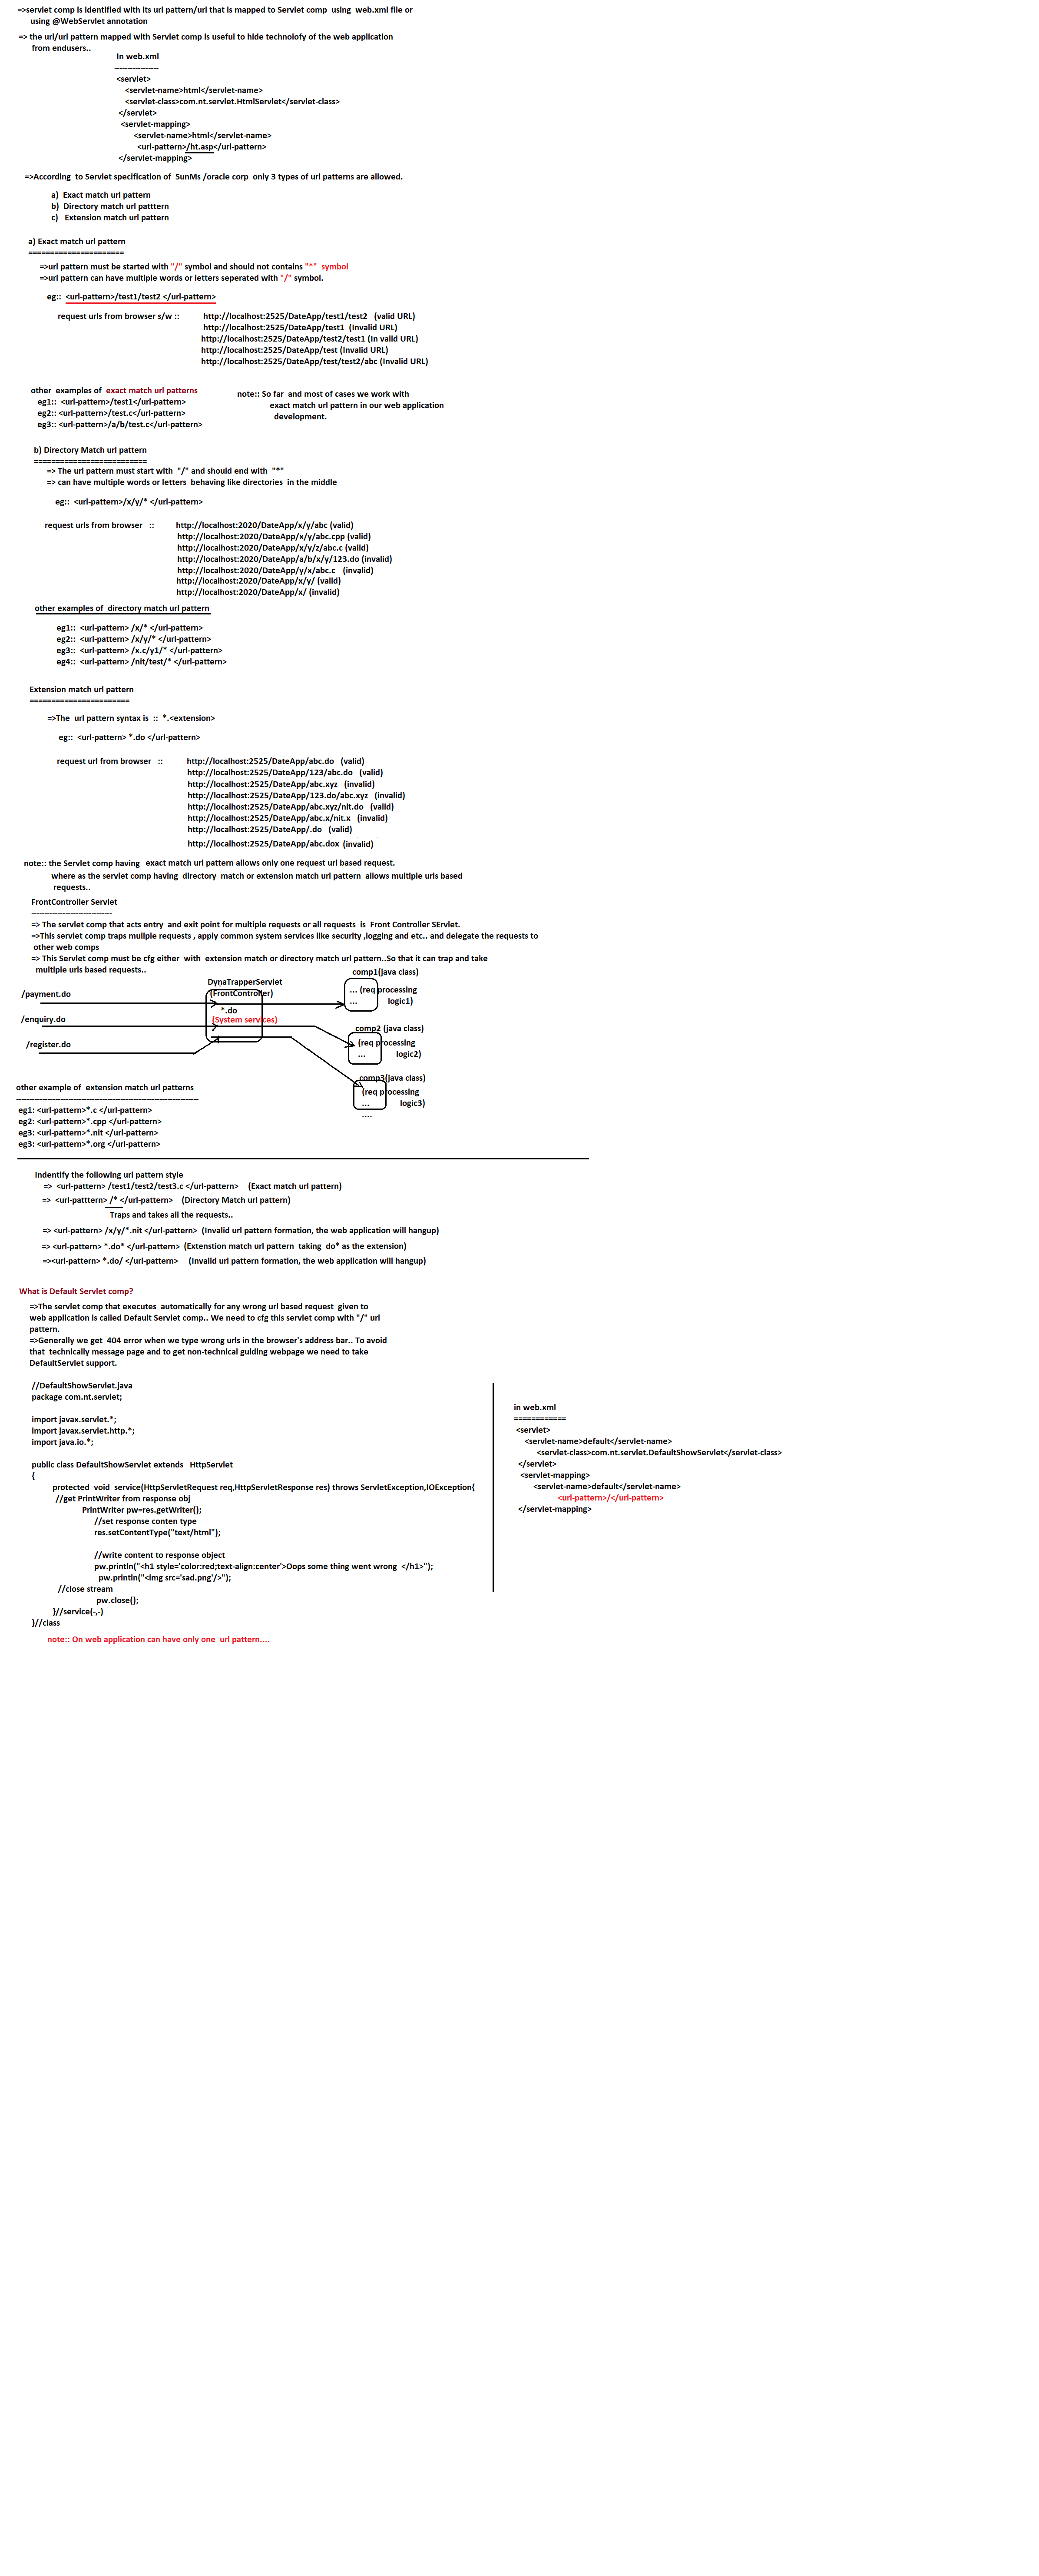 =>servlet comp is identified with its url pattern/url that is mapped to Servlet comp  using  web.xml file or
using @WebServlet annotation
=> the url/url pattern mapped with Servlet comp is useful to hide technolofy of the web application
from endusers..
In web.xml
-----------------
<servlet>
<servlet-name>html</servlet-name>
<servlet-class>com.nt.servlet.HtmlServlet</servlet-class>
</servlet>
<servlet-mapping>
<servlet-name>html</servlet-name>
<url-pattern>/ht.asp</url-pattern>
</servlet-mapping>
=>According  to Servlet specification of  SunMs /oracle corp  only 3 types of url patterns are allowed.
a)  Exact match url pattern
b)  Directory match url patttern
c)   Extension match url pattern
a) Exact match url pattern
======================
=>url pattern must be started with "/" symbol and should not contains "*"  symbol
=>url pattern can have multiple words or letters seperated with "/" symbol.
eg::  <url-pattern>/test1/test2 </url-pattern>
request urls from browser s/w ::          http://localhost:2525/DateApp/test1/test2   (valid URL)
http://localhost:2525/DateApp/test1  (Invalid URL)
http://localhost:2525/DateApp/test2/test1 (In valid URL)
http://localhost:2525/DateApp/test (Invalid URL)
http://localhost:2525/DateApp/test/test2/abc (Invalid URL)
other  examples of  exact match url patterns
eg1::  <url-pattern>/test1</url-pattern>
eg2:: <url-pattern>/test.c</url-pattern>
eg3:: <url-pattern>/a/b/test.c</url-pattern>
note:: So far  and most of cases we work with
exact match url pattern in our web application
development.
b) Directory Match url pattern
==========================
=> The url pattern must start with  "/" and should end with  "*"
=> can have multiple words or letters  behaving like directories  in the middle
eg::  <url-pattern>/x/y/* </url-pattern>
request urls from browser   ::          http://localhost:2020/DateApp/x/y/abc (valid)
http://localhost:2020/DateApp/x/y/abc.cpp (valid)
http://localhost:2020/DateApp/x/y/z/abc.c (valid)
http://localhost:2020/DateApp/a/b/x/y/123.do (invalid)
http://localhost:2020/DateApp/y/x/abc.c   (invalid)
http://localhost:2020/DateApp/x/y/ (valid)
http://localhost:2020/DateApp/x/ (invalid)
other examples of  directory match url pattern
eg1::  <url-pattern> /x/* </url-pattern>
eg2::  <url-pattern> /x/y/* </url-pattern>
eg3::  <url-pattern> /x.c/y1/* </url-pattern>
eg4::  <url-pattern> /nit/test/* </url-pattern>
Extension match url pattern
=======================
=>The  url pattern syntax is  ::  *.<extension>
eg::  <url-pattern> *.do </url-pattern>
request url from browser   ::          http://localhost:2525/DateApp/abc.do   (valid)
http://localhost:2525/DateApp/123/abc.do   (valid)
http://localhost:2525/DateApp/abc.xyz   (invalid)
http://localhost:2525/DateApp/123.do/abc.xyz   (invalid)
http://localhost:2525/DateApp/abc.xyz/nit.do   (valid)
http://localhost:2525/DateApp/abc.x/nit.x   (invalid)
http://localhost:2525/DateApp/.do   (valid)
http://localhost:2525/DateApp/abc.dox  (invalid)
note:: the Servlet comp having  exact match url pattern allows only one request url based request.
where as the servlet comp having  directory  match or extension match url pattern  allows multiple urls based
requests..
FrontController Servlet
-------------------------------
=> The servlet comp that acts entry  and exit point for multiple requests or all requests  is  Front Controller SErvlet.
=>This servlet comp traps muliple requests , apply common system services like security ,logging and etc.. and delegate the requests to
other web comps
=> This Servlet comp must be cfg either  with  extension match or directory match url pattern..So that it can trap and take
multiple urls based requests..
DynaTrapperServlet
(FrontController)
*.do
(System services)
/payment.do
/enquiry.do
/register.do
comp1(java class)
... (req processing
...             logic1)
comp2 (java class)
(req processing
...             logic2)
comp3(java class)
(req processing
...             logic3)
....
other example of  extension match url patterns
----------------------------------------------------------------------
eg1: <url-pattern>*.c </url-pattern>
eg2: <url-pattern>*.cpp </url-pattern>
eg3: <url-pattern>*.nit </url-pattern>
eg3: <url-pattern>*.org </url-pattern>
Indentify the following url pattern style
=>  <url-pattern> /test1/test2/test3.c </url-pattern>    (Exact match url pattern)
=>  <url-patttern> /* </url-pattern>    (Directory Match url pattern)
Traps and takes all the requests..
=> <url-pattern> /x/y/*.nit </url-pattern>  (Invalid url pattern formation, the web application will hangup)
=> <url-pattern> *.do* </url-pattern>  (Extenstion match url pattern  taking  do* as the extension)
=><url-pattern> *.do/ </url-pattern>    (Invalid url pattern formation, the web application will hangup)
What is Default Servlet comp?
=>The servlet comp that executes  automatically for any wrong url based request  given to
web application is called Default Servlet comp.. We need to cfg this servlet comp with "/" url
pattern.
=>Generally we get  404 error when we type wrong urls in the browser's address bar.. To avoid
that  technically message page and to get non-technical guiding webpage we need to take
DefaultServlet support.
//DefaultShowServlet.java
package com.nt.servlet;
import javax.servlet.*;
import javax.servlet.http.*;
import java.io.*;
public class DefaultShowServlet extends   HttpServlet
{
protected  void  service(HttpServletRequest req,HttpServletResponse res) throws ServletException,IOException{
//get PrintWriter from response obj
PrintWriter pw=res.getWriter();
//set response conten type
res.setContentType("text/html");
//write content to response object
pw.println("<h1 style='color:red;text-align:center'>Oops some thing went wrong  </h1>");
pw.println("<img src='sad.png'/>");
//close stream
pw.close();
}//service(-,-)
}//class
in web.xml
============
<servlet>
<servlet-name>default</servlet-name>
<servlet-class>com.nt.servlet.DefaultShowServlet</servlet-class>
</servlet>
<servlet-mapping>
<servlet-name>default</servlet-name>
<url-pattern>/</url-pattern>
</servlet-mapping>
note:: On web application can have only one  url pattern....